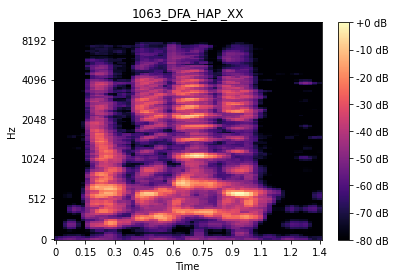 1063_DFA_HAP_XX
+0 dB
8192
-10 dB
4096
-20 dB
-30 dB
2048
Hz
-40 dB
1024
-50 dB
512
-60 dB
-70 dB
0
-80 dB
0 0.15 0.3 0.45 0.6 0.75 0.9 1.1 1.2 1.4
Time